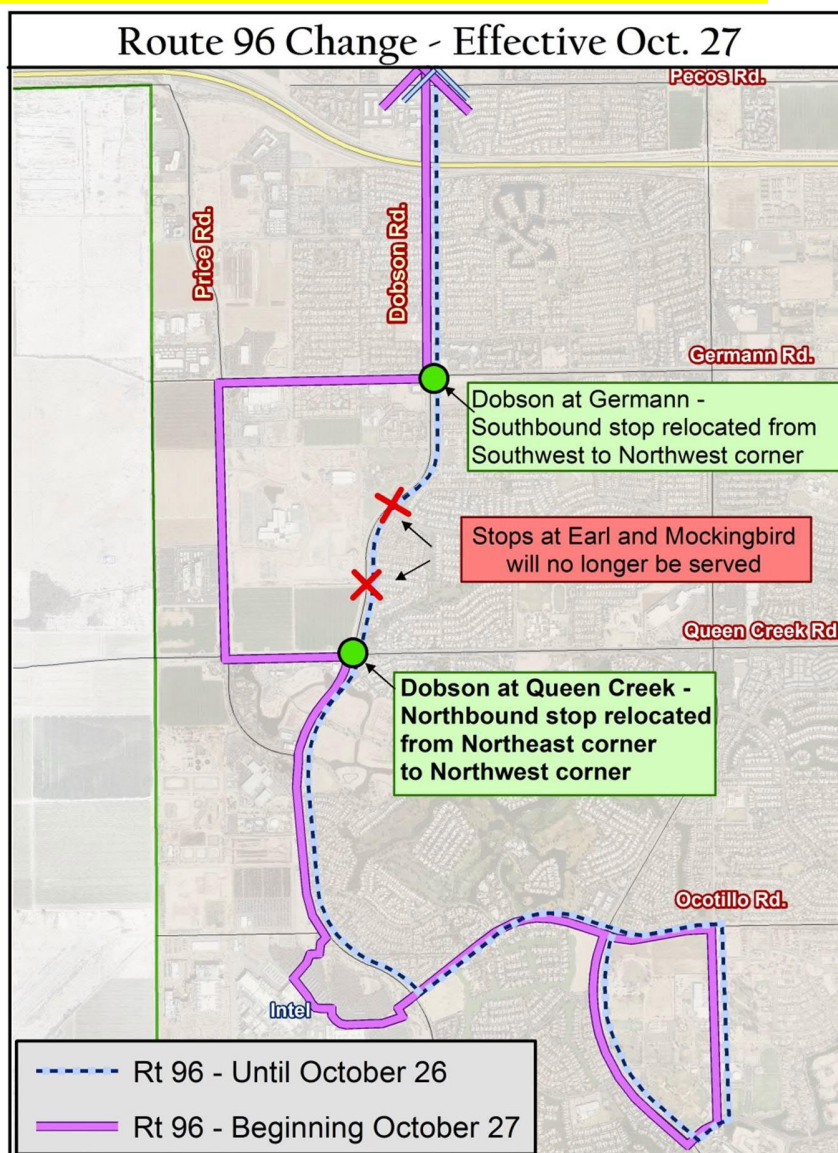 Route 96 Change - Effective Oct. 27
Pecos Rd.
Price Rd.
Dobson Rd.
Germann Rd.
Dobson at Germann -
Southbound stop relocated from
Southwest to Northwest corner
Stops at Earl and Mockingbird
will no longer be served
Queen Creek Rd
Dobson at Queen Creek -
Northbound stop relocated
from Northeast corner
to Northwest corner
Ocotillo Rd.
Intel
Rt 96 - Until October 26
Rt 96 - Beginning October 27